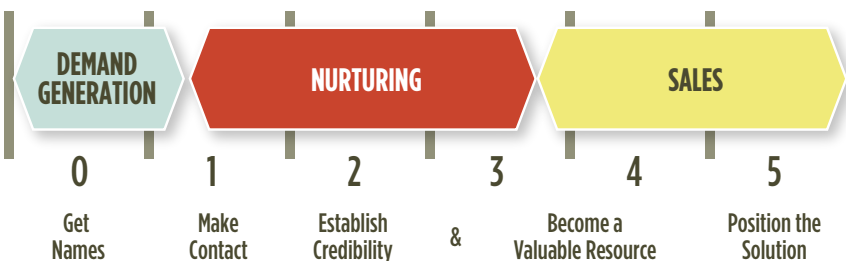 DEMAND
GENERATION
NURTURING
SALES
0 1 2 3 4 5
Get Make Establish & Become a Position the
Names Contact Credibility Valuable Resource Solution